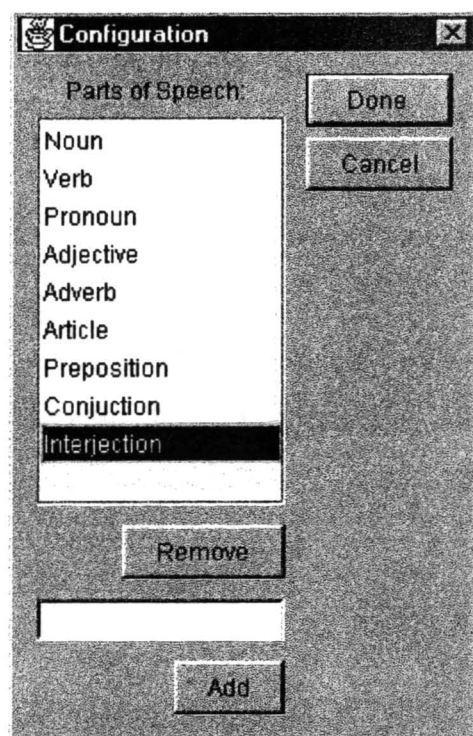 Configuration
Parts of Speech:
Done
Noun
Verb
Cancel
Pronoun
Adjective
Adverb
Article
Preposition
Conjuction
Interjection
Remove
Add